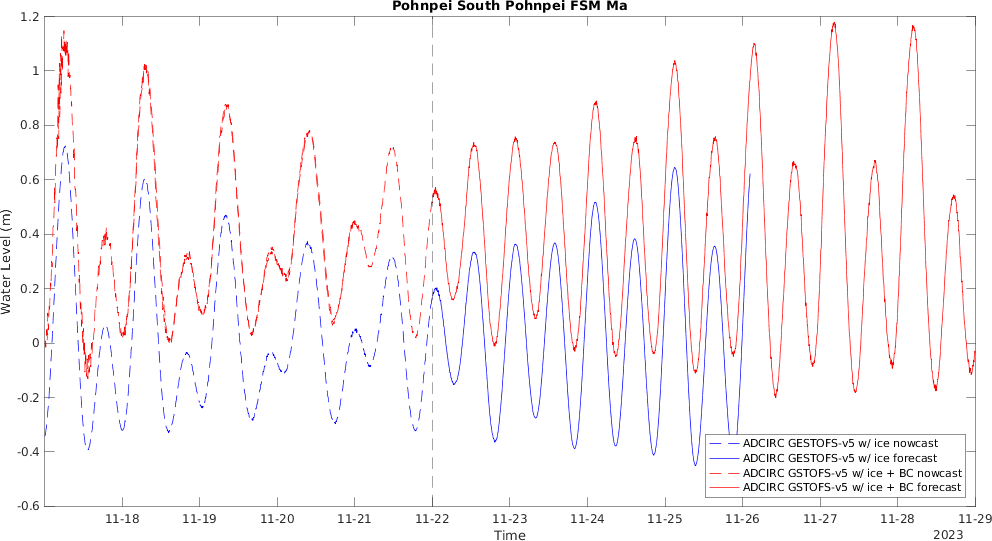 Pohnpei South Pohnpei FSM Ma
Water Level (m)
1.2
1
0.8
0.6
0.4
0.2
0
-0.2
-0.4
-0.6
ADCIRC GESTOFS-v5 w/ ice nowcast
ADCIRC GESTOFS-v5 w/ ice forecast
ADCIRC GSTOFS-v5 w/ ice + BC nowcast
ADCIRC GSTOFS-v5 w/ ice + BC forecast
11-18 11-19 11-20 11-21 11-22 11-23 11-24 11-25 11-26 11-27 11-28 11-29
Time
2023